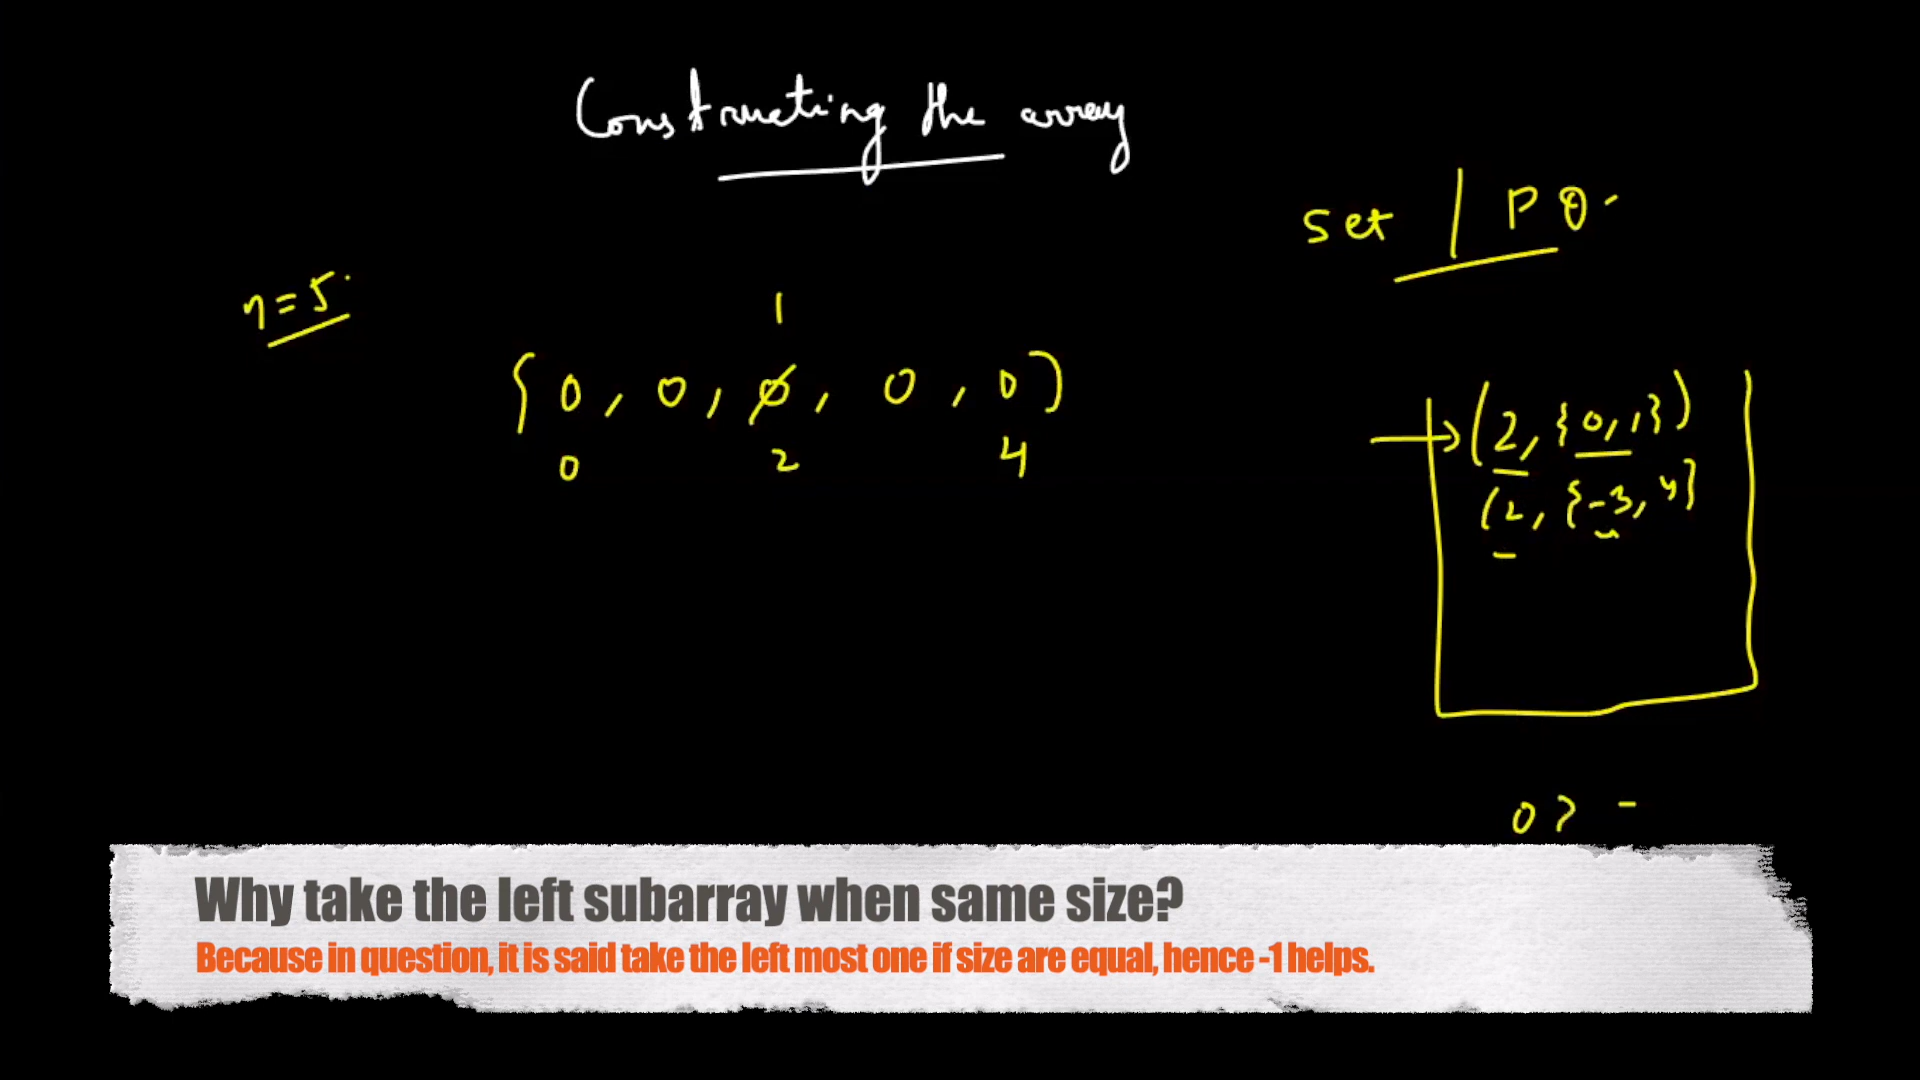 Constructing the array
set | PQ.
n=5.
1
{0, 0, 0, 0, 0}
0 2 4
(2, {0, 1})
(2, {-3, 4}
0> -
Why take the left subarray when same size?
Because in question, it is said take the left most one if size are equal, hence -1 helps.